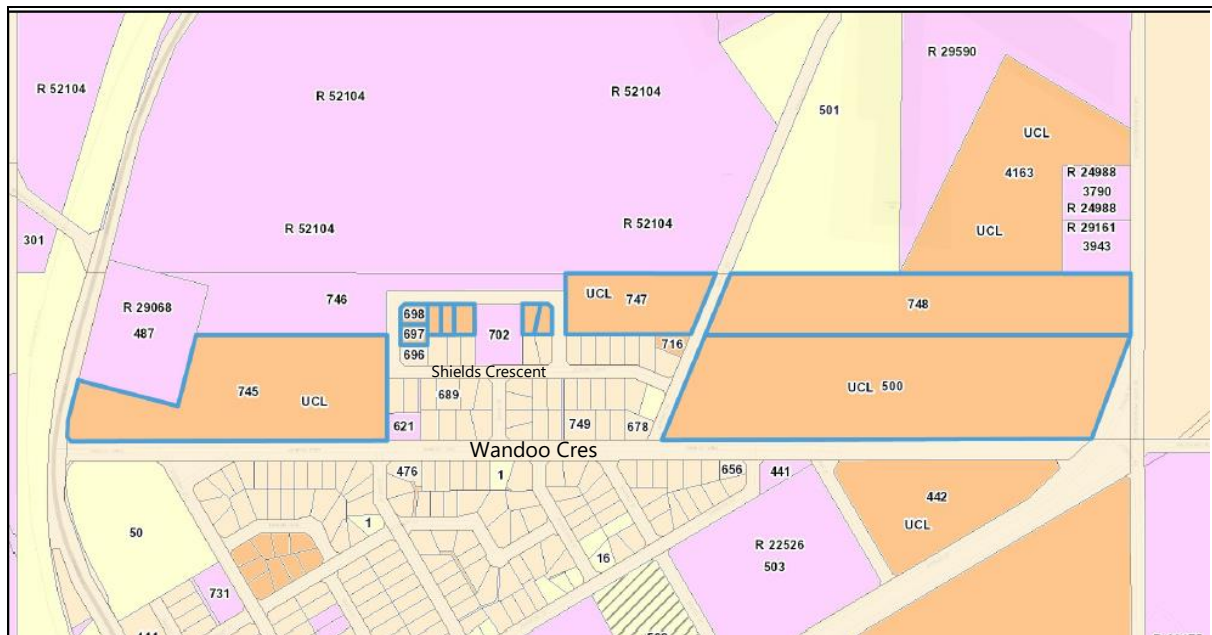 R 29590
R 52104
R 52104
R 52104
501
UCL
4163
R 24988
3790
R 24988
R 52104
R 52104
301
UCL
R 29161
3943
R 29068
487
746
698
697
696
702
UCL 747
748
716
Shields Crescent
745
UCL
689
UCL 500
621
749
678
Wandoo Cres
476
1
656
441
442
UCL
50
1
16
R 22526
503
731